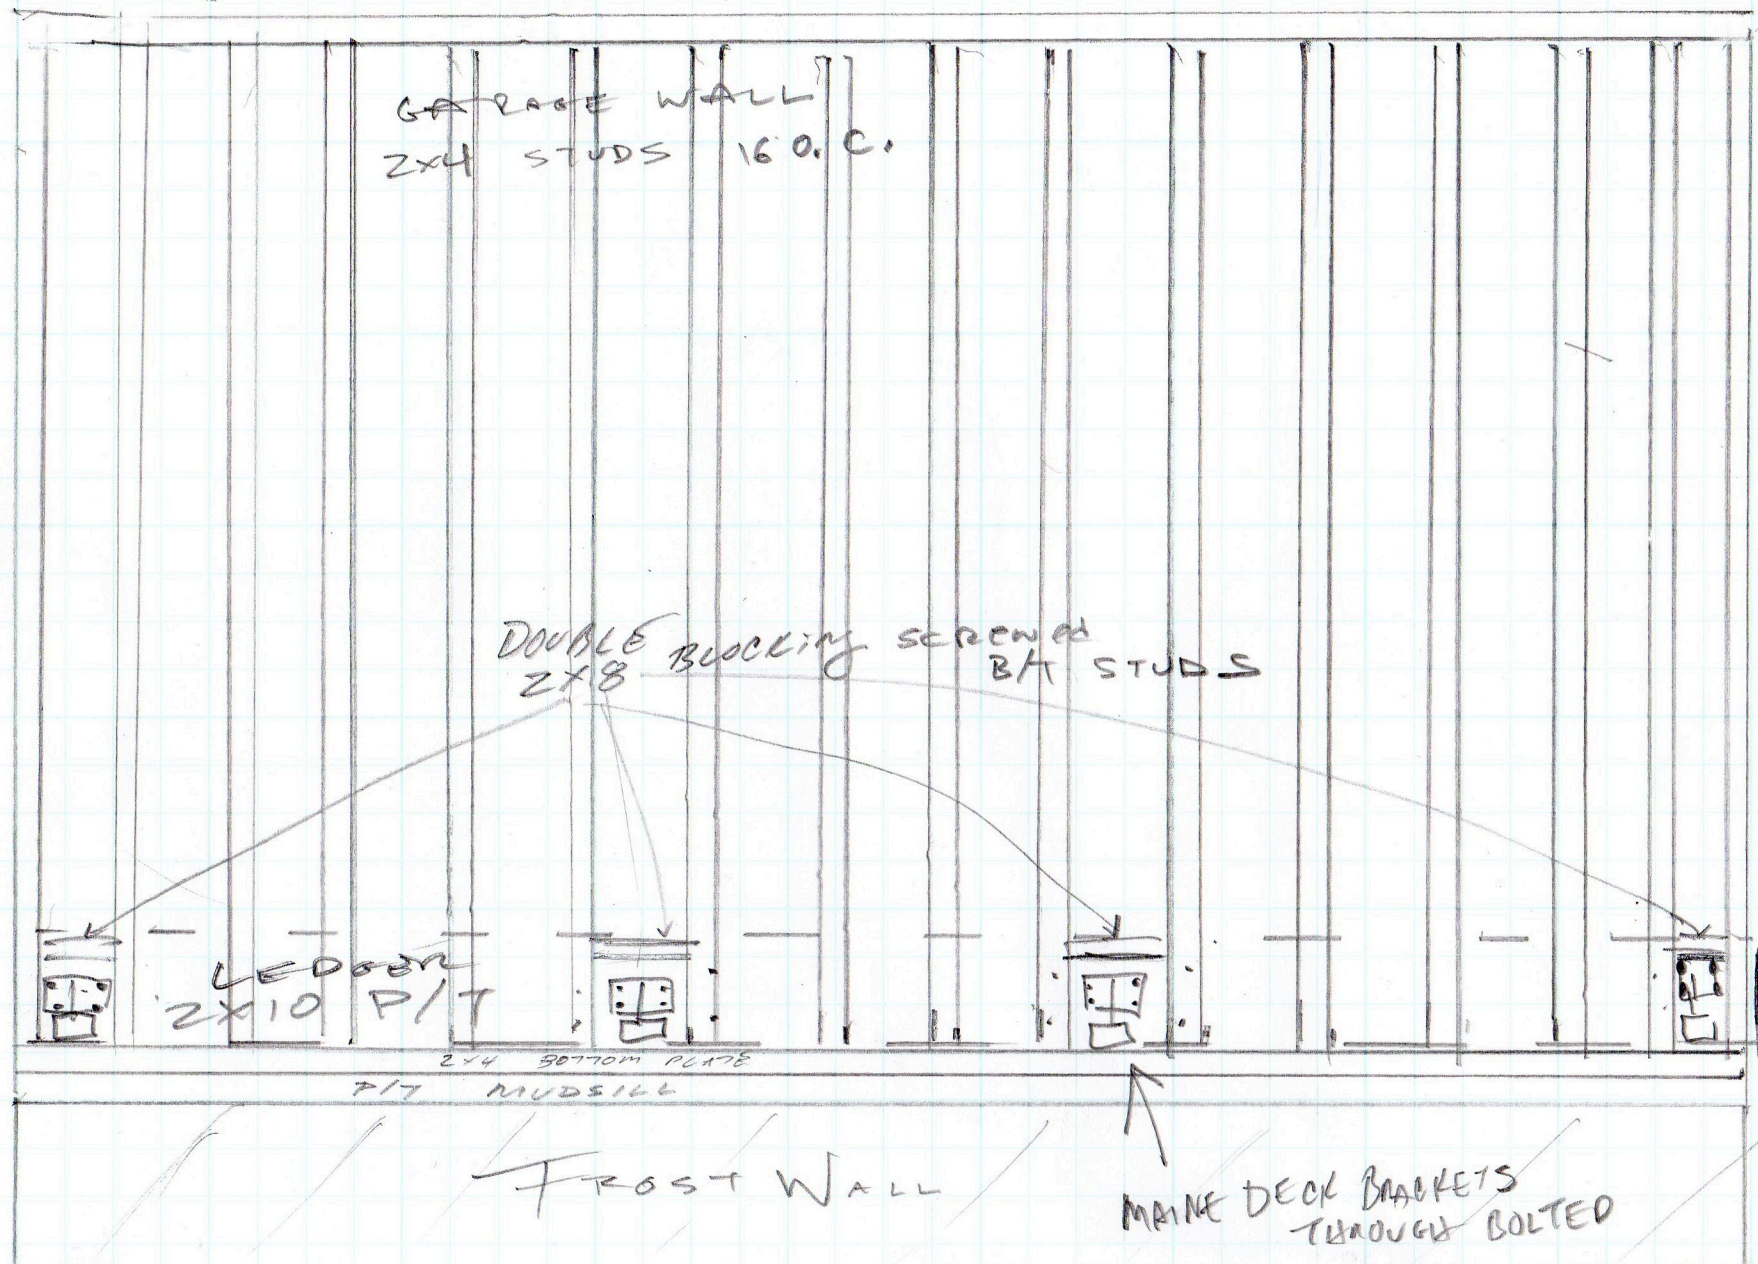 GARAGE WALL
2x4 STUDS 16 O.C.
DOUBLE BLOCKING SCREWED
2x8 B/T STUDS
LEDGER
2x10 P/T
2x4 BOTTOM PLATE
P/T MUDSILL
FROST WALL
MAINE DECK BRACKETS
THROUGH BOLTED